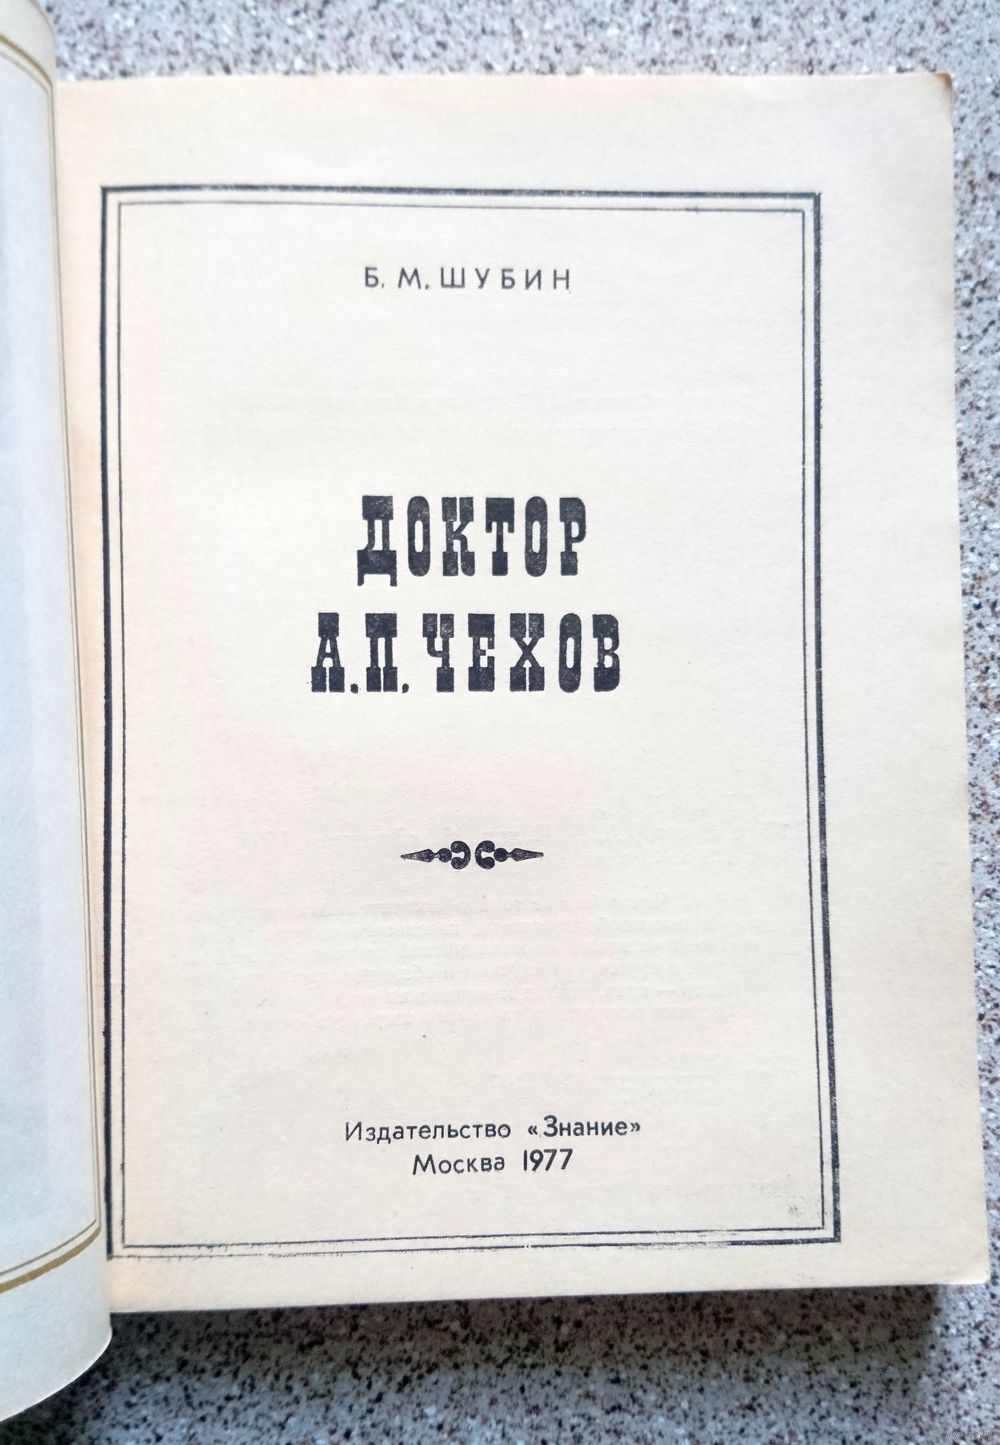 Б. М. ШУБИН
ДОКТОР
А.П. ЧЕХОВ
Издательство «Знание»
Москва 1977